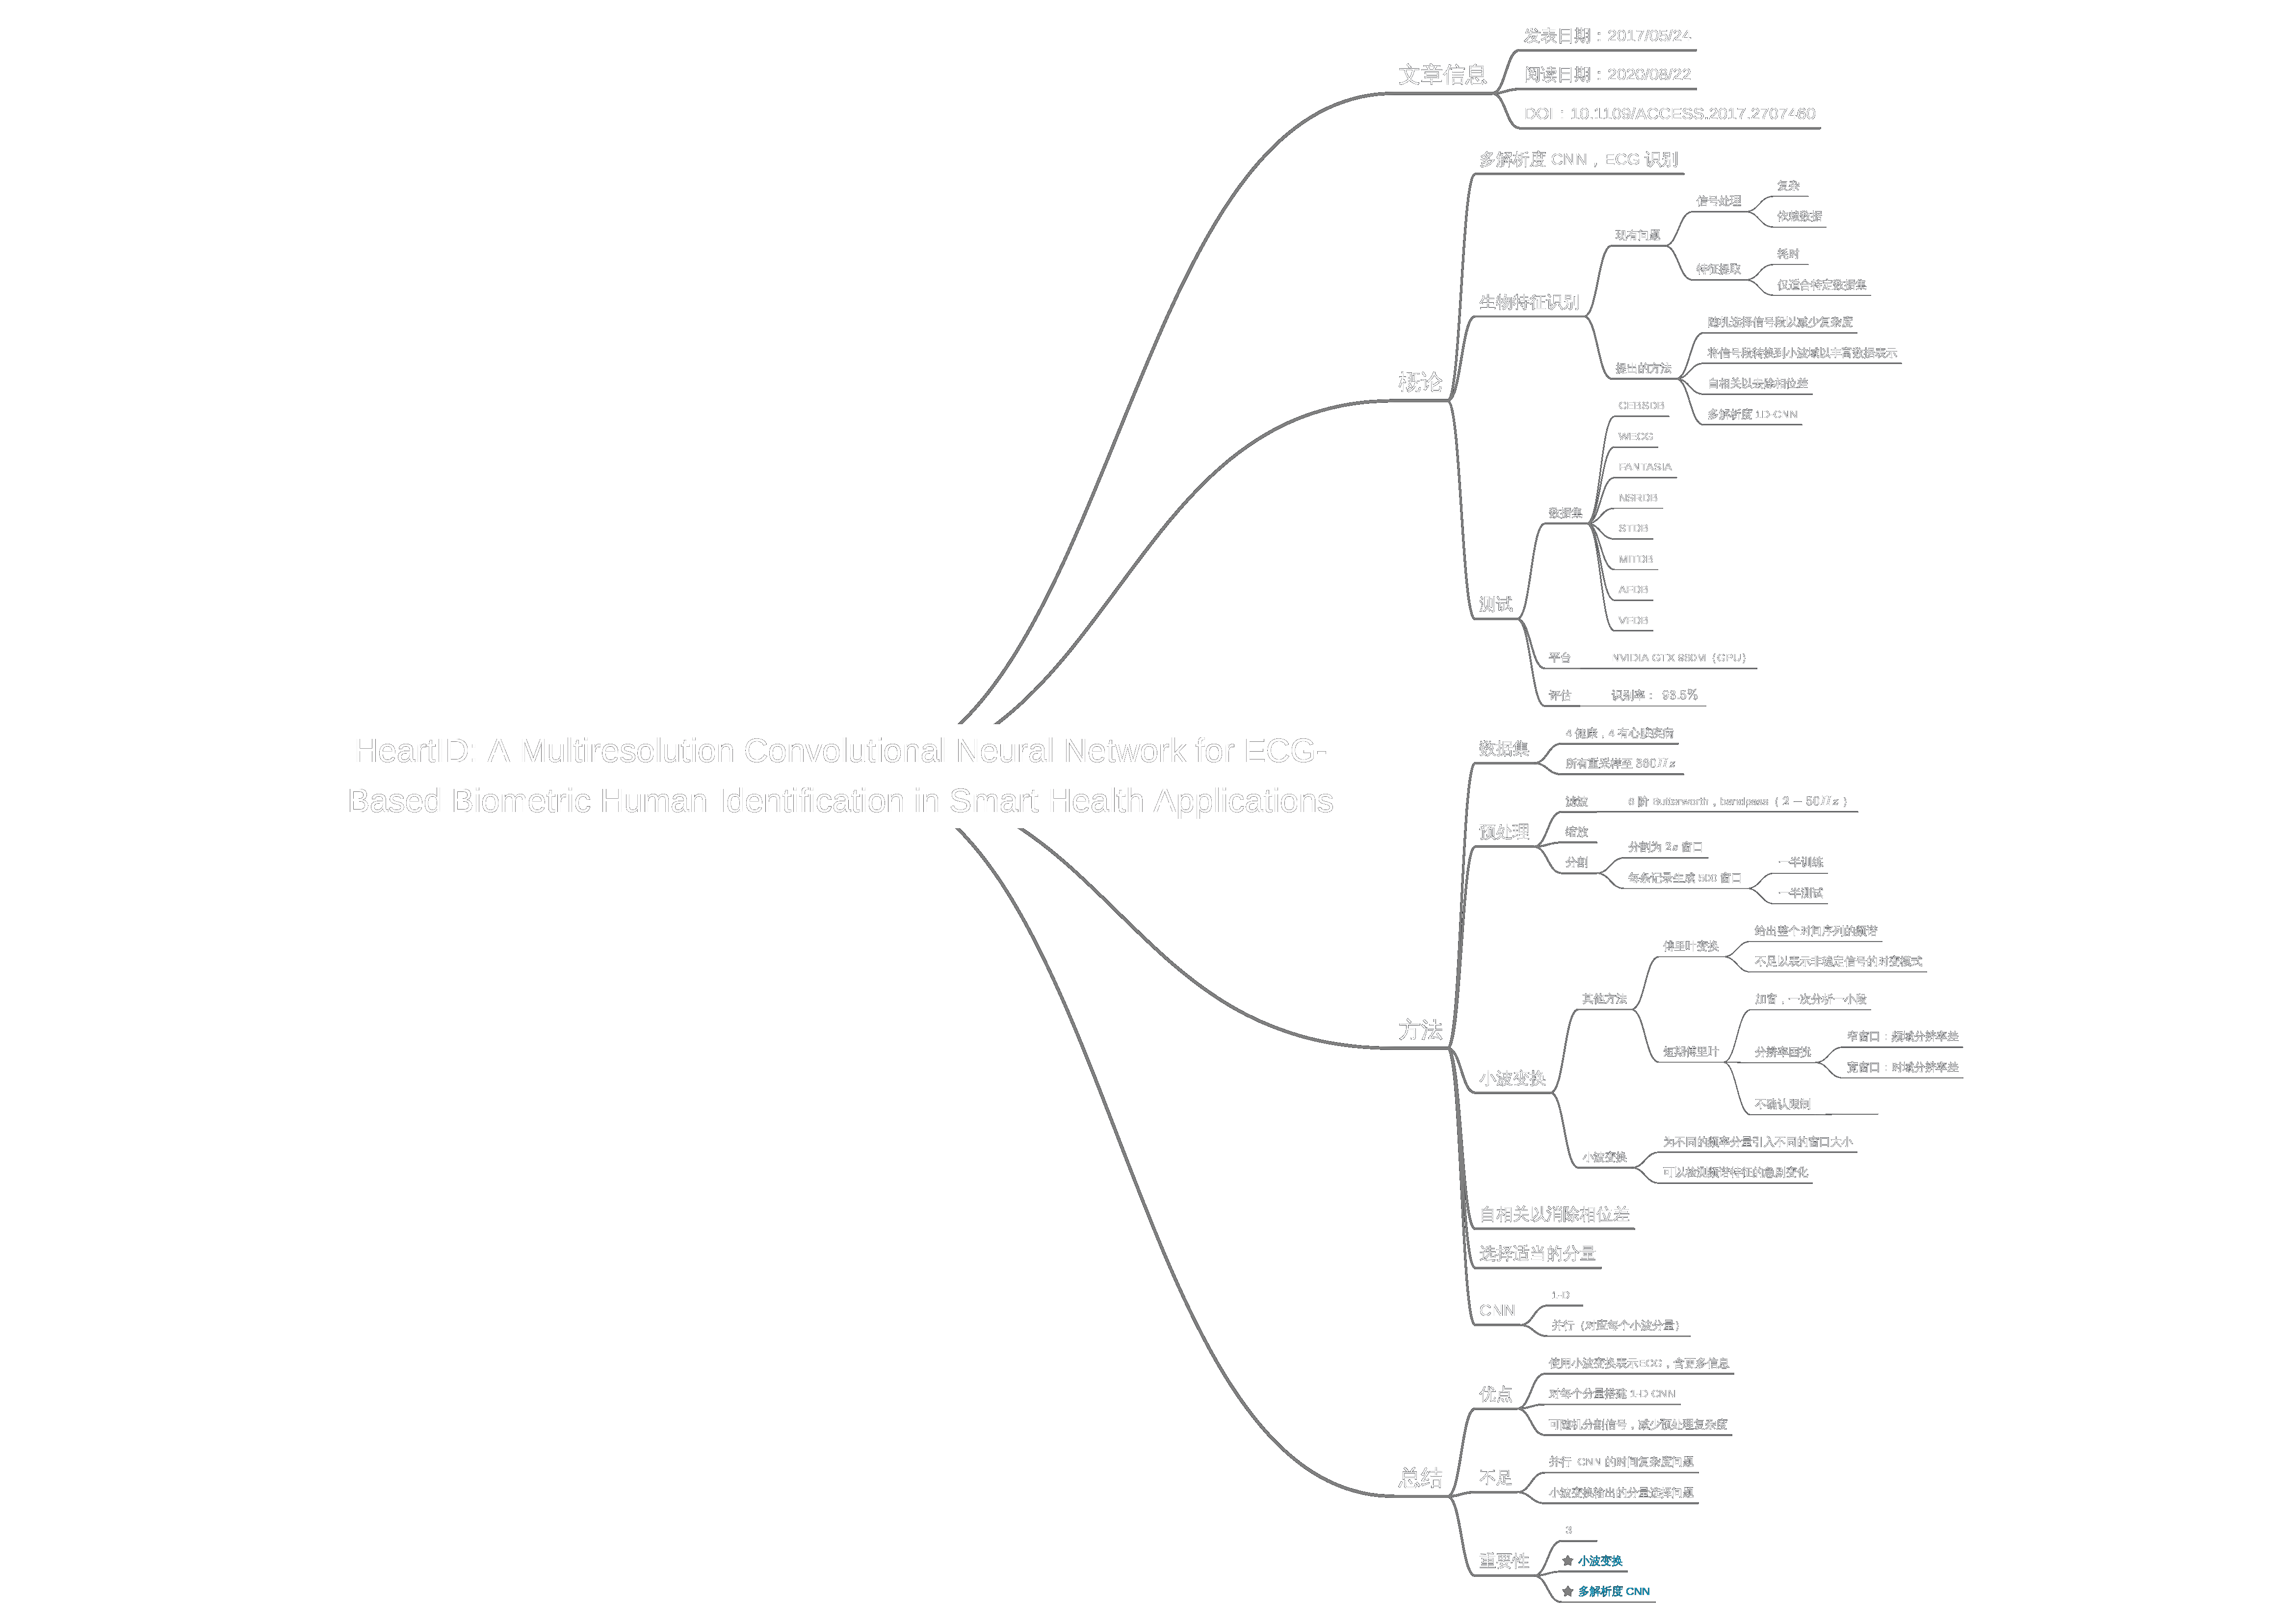 HeartID: A Multiresolution Convolutional Neural Network for ECG-
Based Biometric Human Identification in Smart Health Applications
文章信息
发表日期：2017/05/24
阅读日期：2020/08/22
DOI：10.1109/ACCESS.2017.2707460
概论
多解析度 CNN，ECG 识别
生物特征识别
现有问题
信号处理
复杂
依赖数据
特征提取
耗时
仅适合特定数据集
提出的方法
随机选择信号段以减少复杂度
将信号段转换到小波域以丰富数据表示
自相关以去除相位差
多解析度 1D-CNN
测试
数据集
CEBSDB
WECG
FANTASIA
NSRDB
STDB
MITDB
AFDB
VFDB
平台
NVIDIA GTX 980M（GPU）
评估
识别率： 93.5%
方法
数据集
4 健康，4 有心脏疾病
所有重采样至 360Hz
预处理
滤波
6 阶 Butterworth，bandpass（2 − 50Hz）
缩放
分割
分割为 2s 窗口
每条记录生成 500 窗口
一半训练
一半测试
小波变换
其他方法
傅里叶变换
给出整个时间序列的频谱
不足以表示非稳定信号的时变模式
短期傅里叶
加窗，一次分析一小段
分辨率困扰
窄窗口：频域分辨率差
宽窗口：时域分辨率差
不确认限制
小波变换
为不同的频率分量引入不同的窗口大小
可以检测频谱特征的急剧变化
自相关以消除相位差
选择适当的分量
CNN
1-D
并行（对应每个小波分量）
总结
优点
使用小波变换表示ECG，含更多信息
对每个分量搭建 1-D CNN
可随机分割信号，减少预处理复杂度
不足
并行 CNN 的时间复杂度问题
小波变换输出的分量选择问题
重要性
3
小波变换
多解析度 CNN